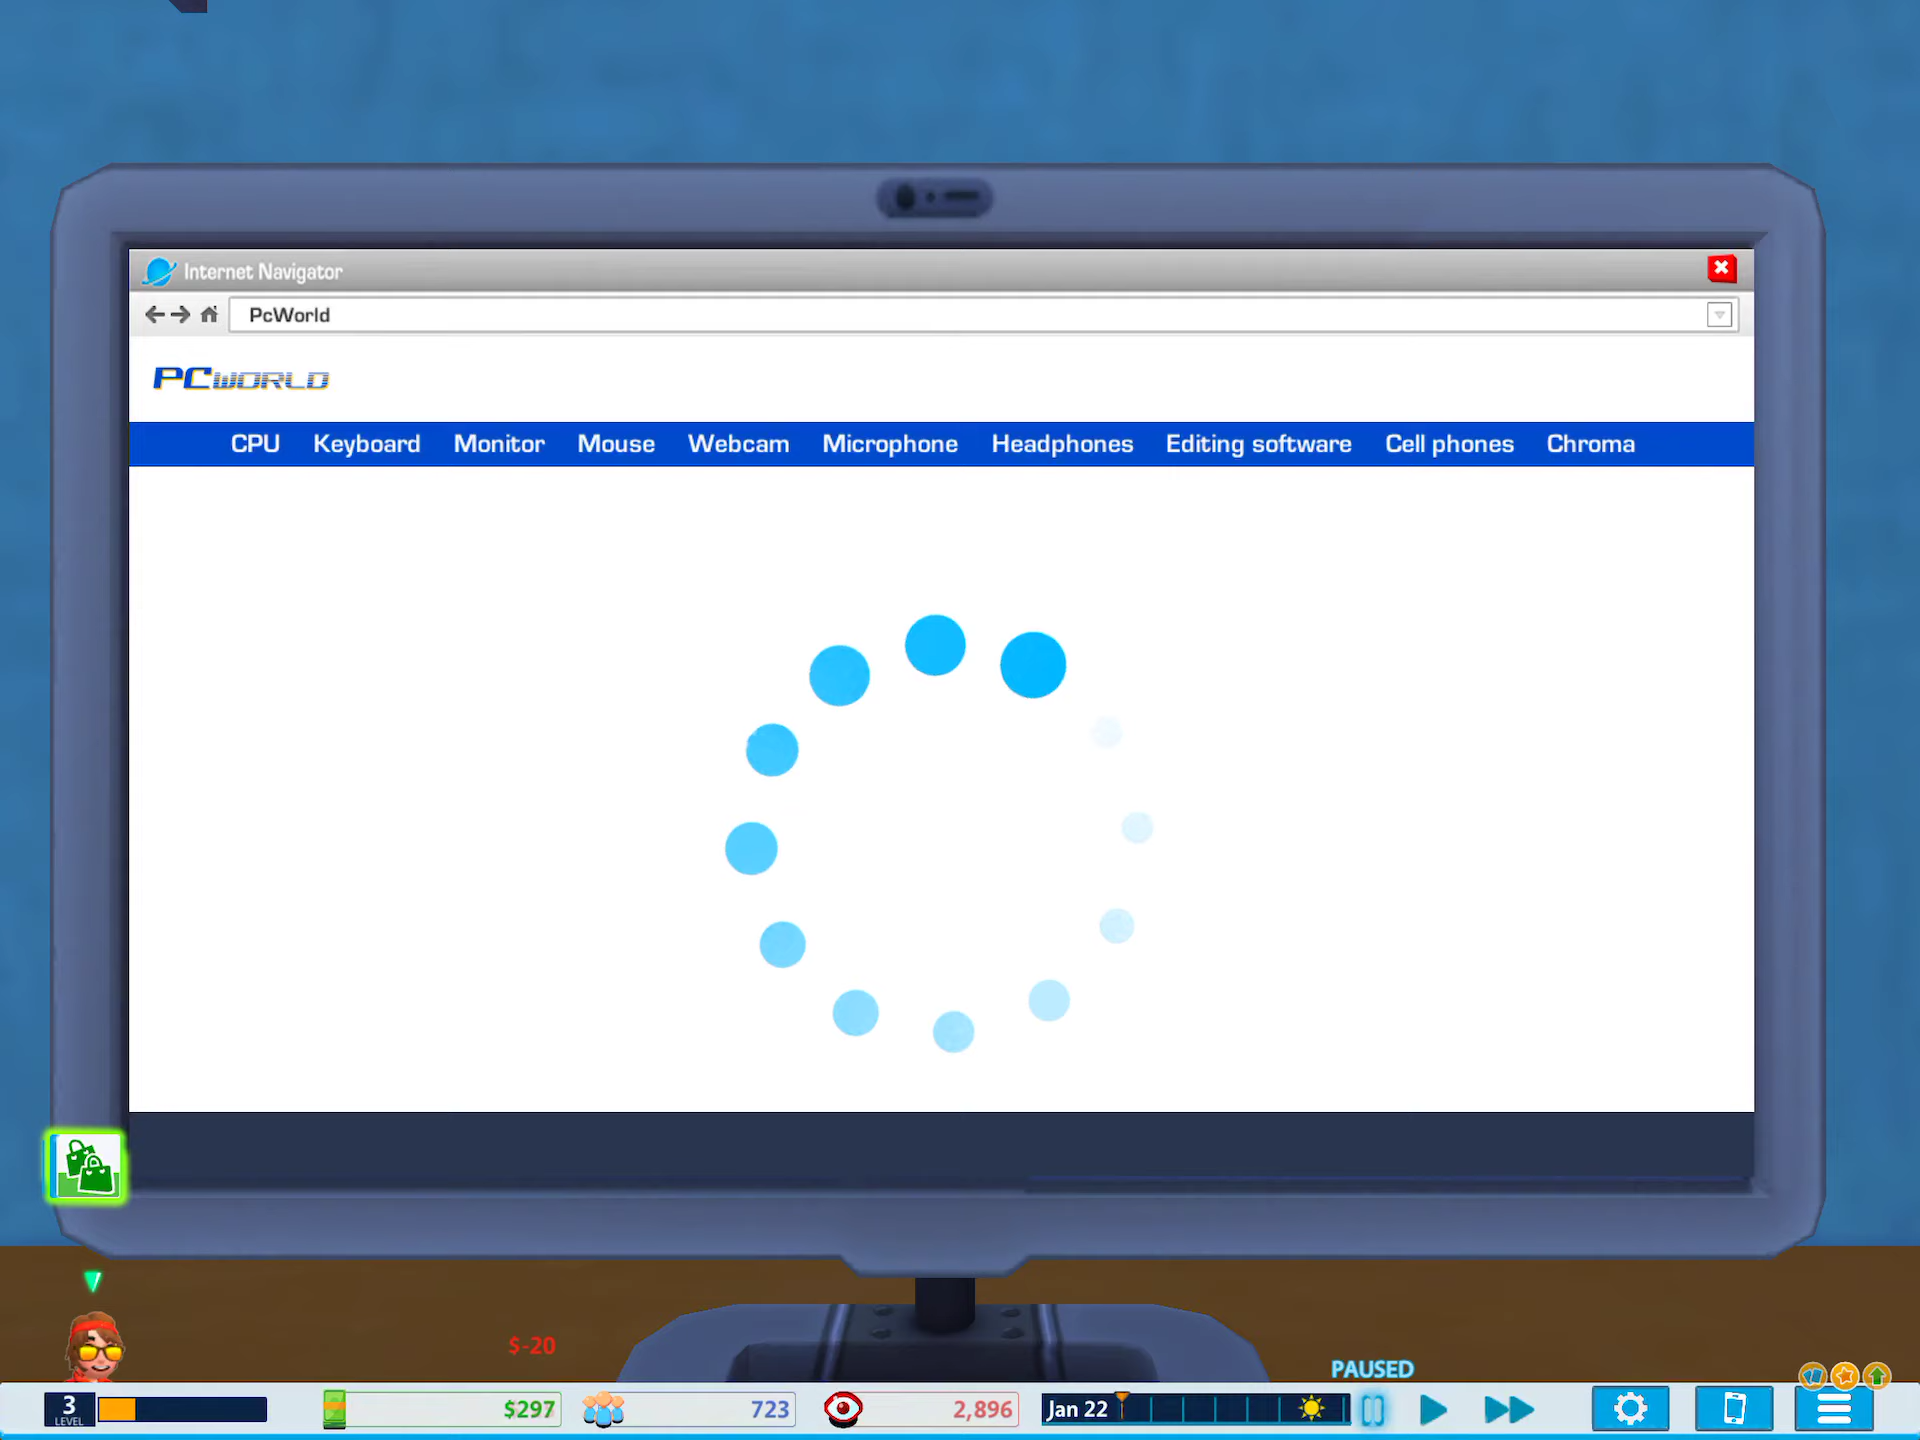 Internet Navigator
PcWorld
PCWORLD
CPU Keyboard Monitor Mouse Webcam Microphone Headphones Editing software Cell phones Chroma
$-20
PAUSED
3 $297 723 2,896 Jan 22
LEVEL